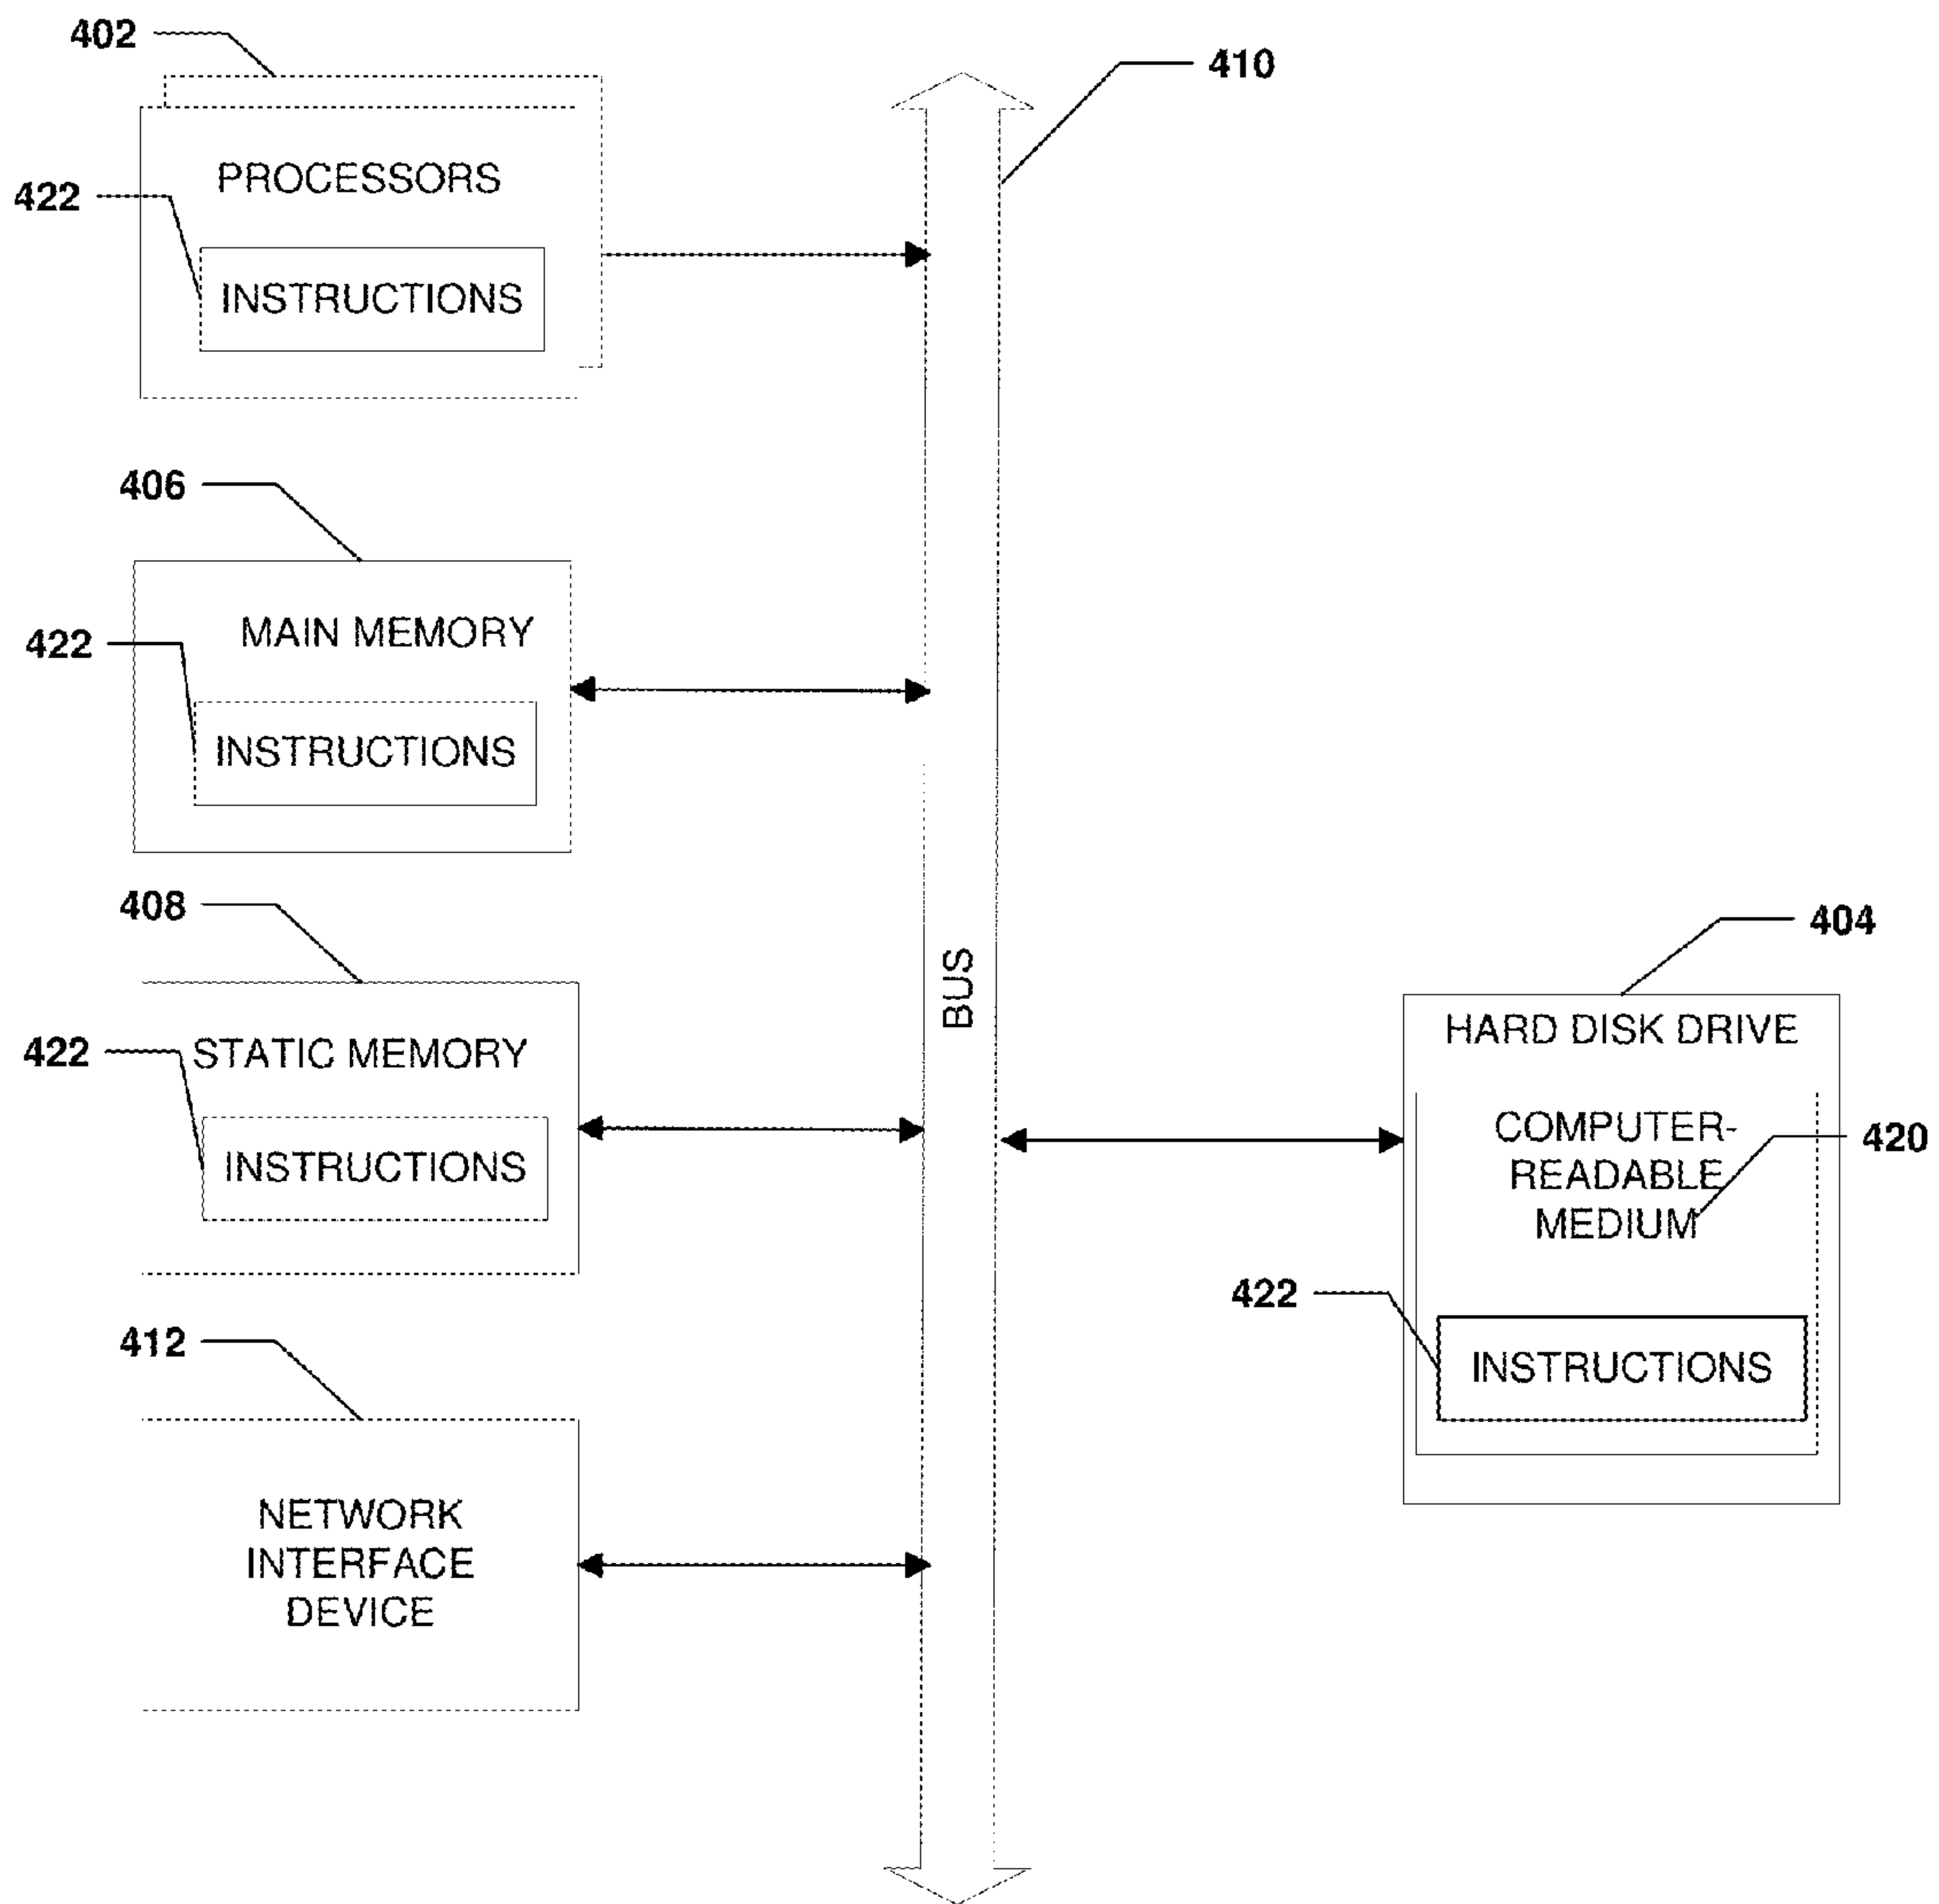 402
410
PROCESSORS
422
INSTRUCTIONS
406
MAIN MEMORY
422
INSTRUCTIONS
408
STATIC MEMORY
422
INSTRUCTIONS
412
NETWORK
INTERFACE
DEVICE
BUS
404
HARD DISK DRIVE
COMPUTER-
READABLE
MEDIUM
420
422
INSTRUCTIONS